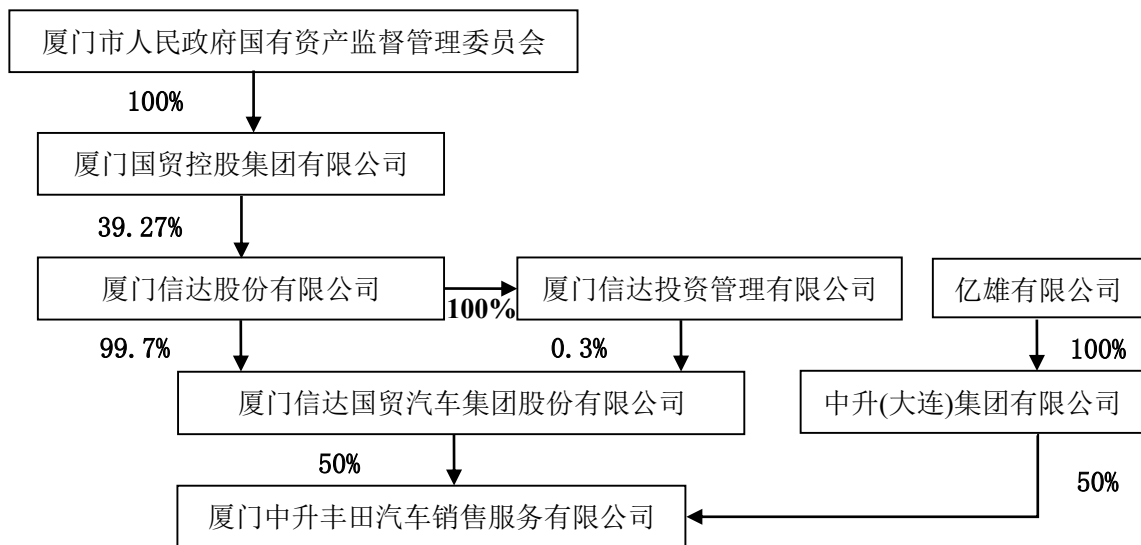 厦门市人民政府国有资产监督管理委员会
100%
厦门国贸控股集团有限公司
39.27%
厦门信达股份有限公司
100%
厦门信达投资管理有限公司
亿雄有限公司
99.7%
0.3%
100%
厦门信达国贸汽车集团股份有限公司
中升(大连)集团有限公司
50%
50%
厦门中升丰田汽车销售服务有限公司